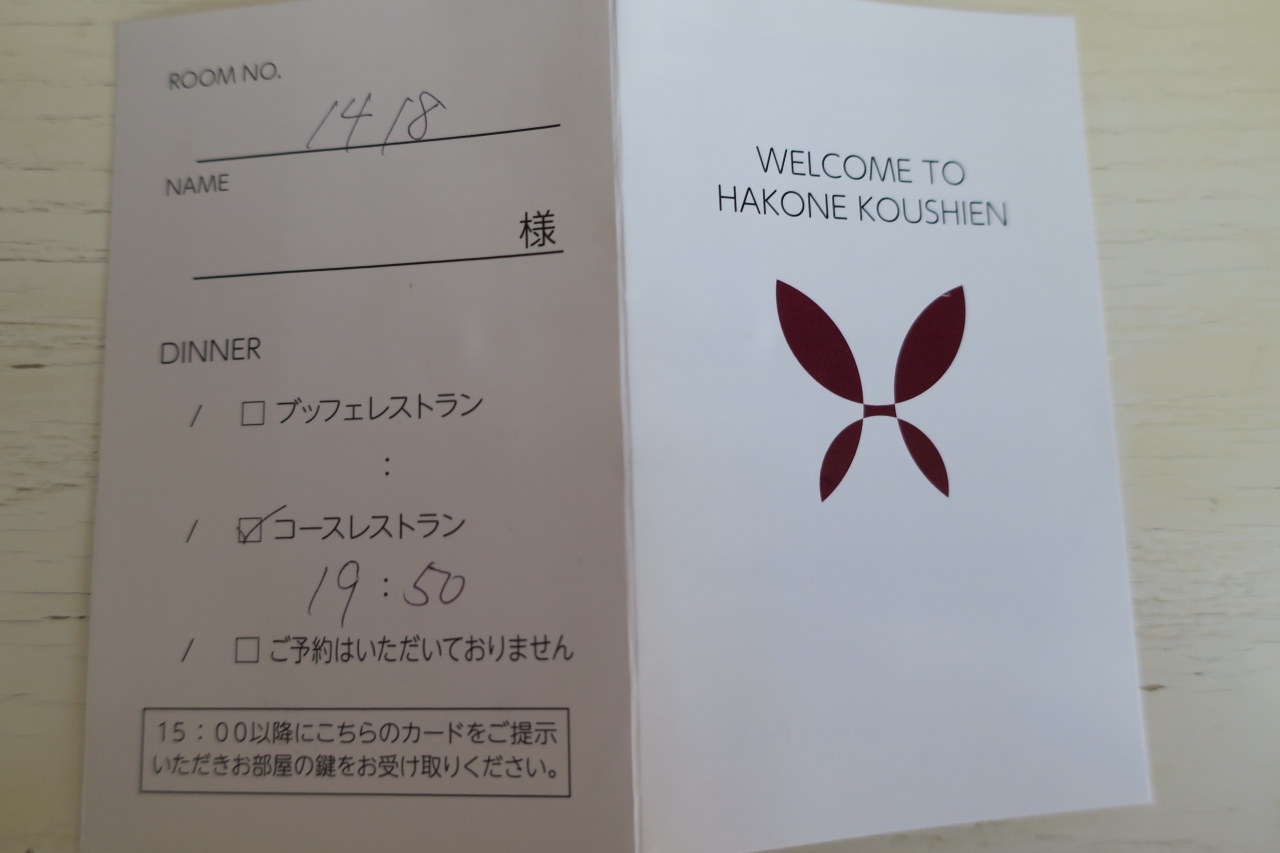 ROOM NO.
1418
NAME
様
DINNER
/ □ ブッフェレストラン
:
/ ☑ コースレストラン
19:50
/ □ ご予約はいただいておりません
15:00以降にこちらのカードをご提示
いただきお部屋の鍵をお受け取りください。
WELCOME TO
HAKONE KOUSHIEN